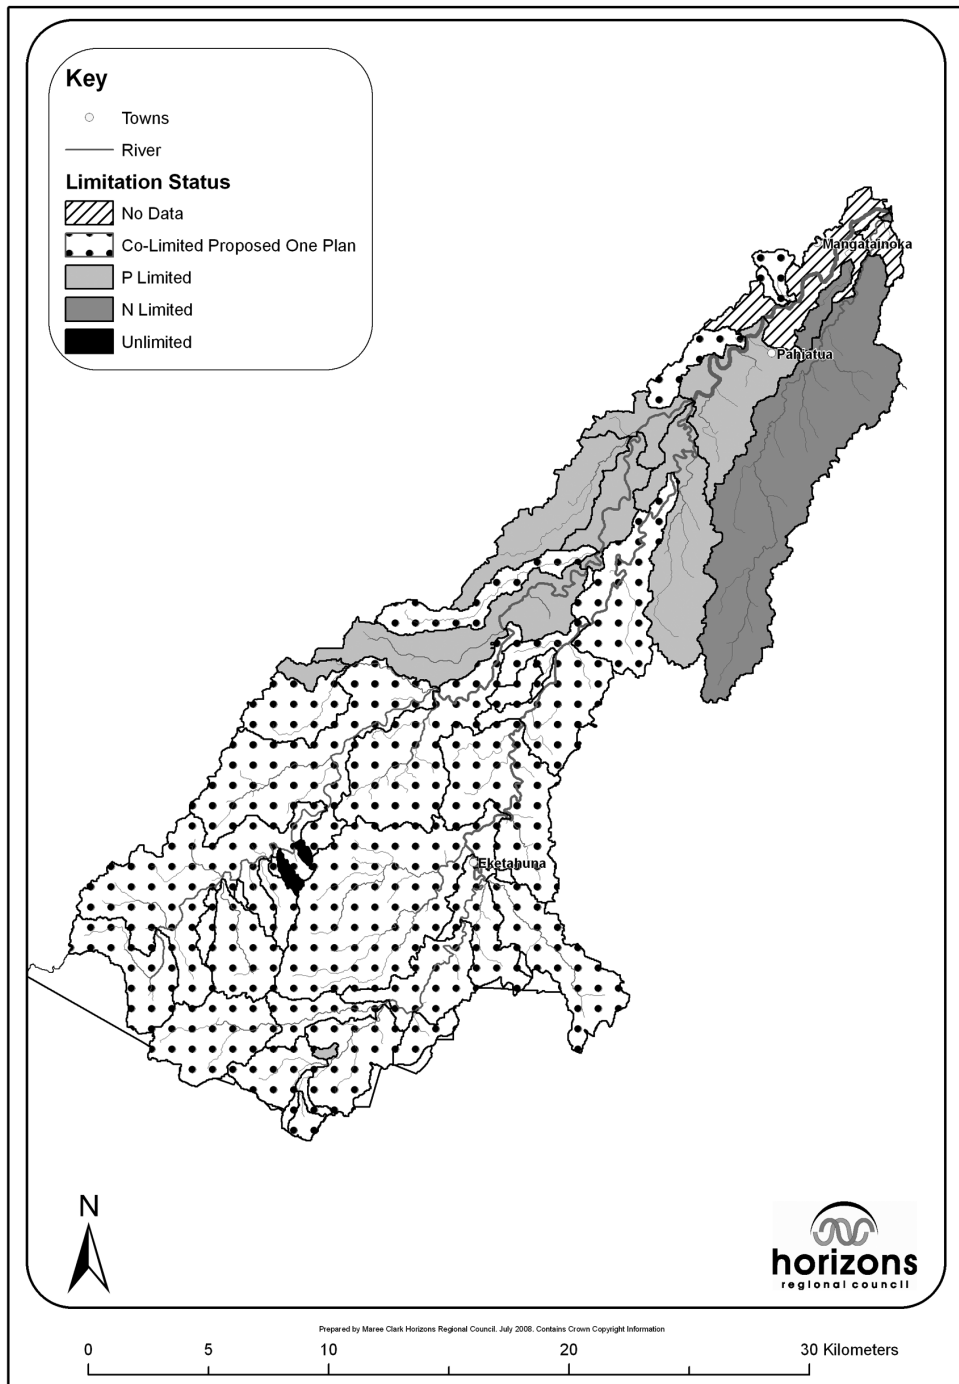 Key
Towns
River
Limitation Status
No Data
Co-Limited Proposed One Plan
P Limited
N Limited
Unlimited
Mangatainoka
Pahiatua
Eketahuna
N
horizons
regional council
Prepared by Maree Clark Horizons Regional Council. July 2008. Contains Crown Copyright Information
0 5 10 20 30 Kilometers